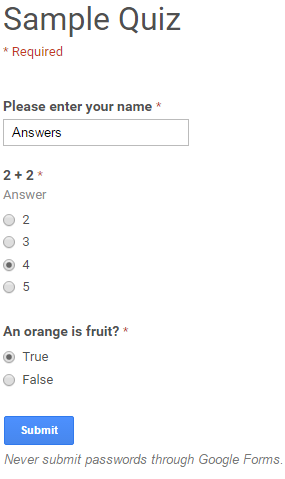 Sample Quiz
* Required
Please enter your name *
Answers
2 + 2 *
Answer
2
3
4
5
An orange is fruit? *
True
False
Submit
Never submit passwords through Google Forms.